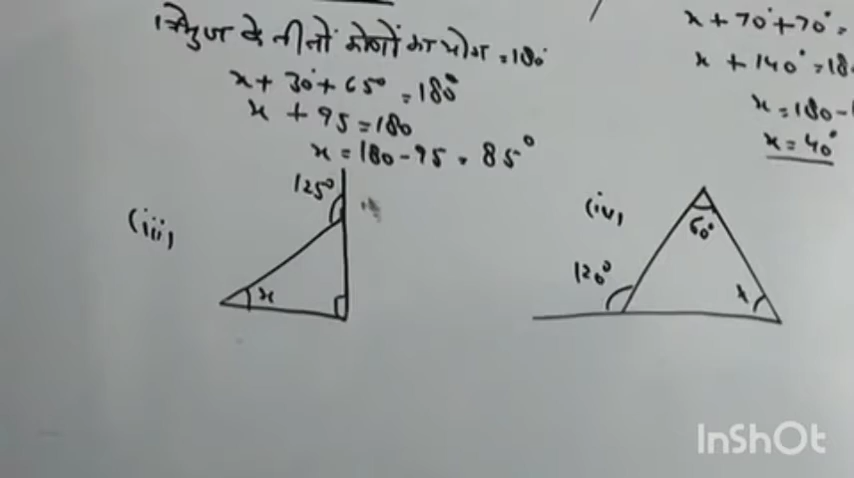 त्रिभुज के तीनों कोणों का योग = 180°
x + 30° + 65° = 180°
x + 95 = 180
x = 180 - 95 = 85°
x + 70° + 70° =
x + 140° = 18
x = 180 -
x = 40°
(iii)
125°
x
(iv)
60°
120°
x
InShOt